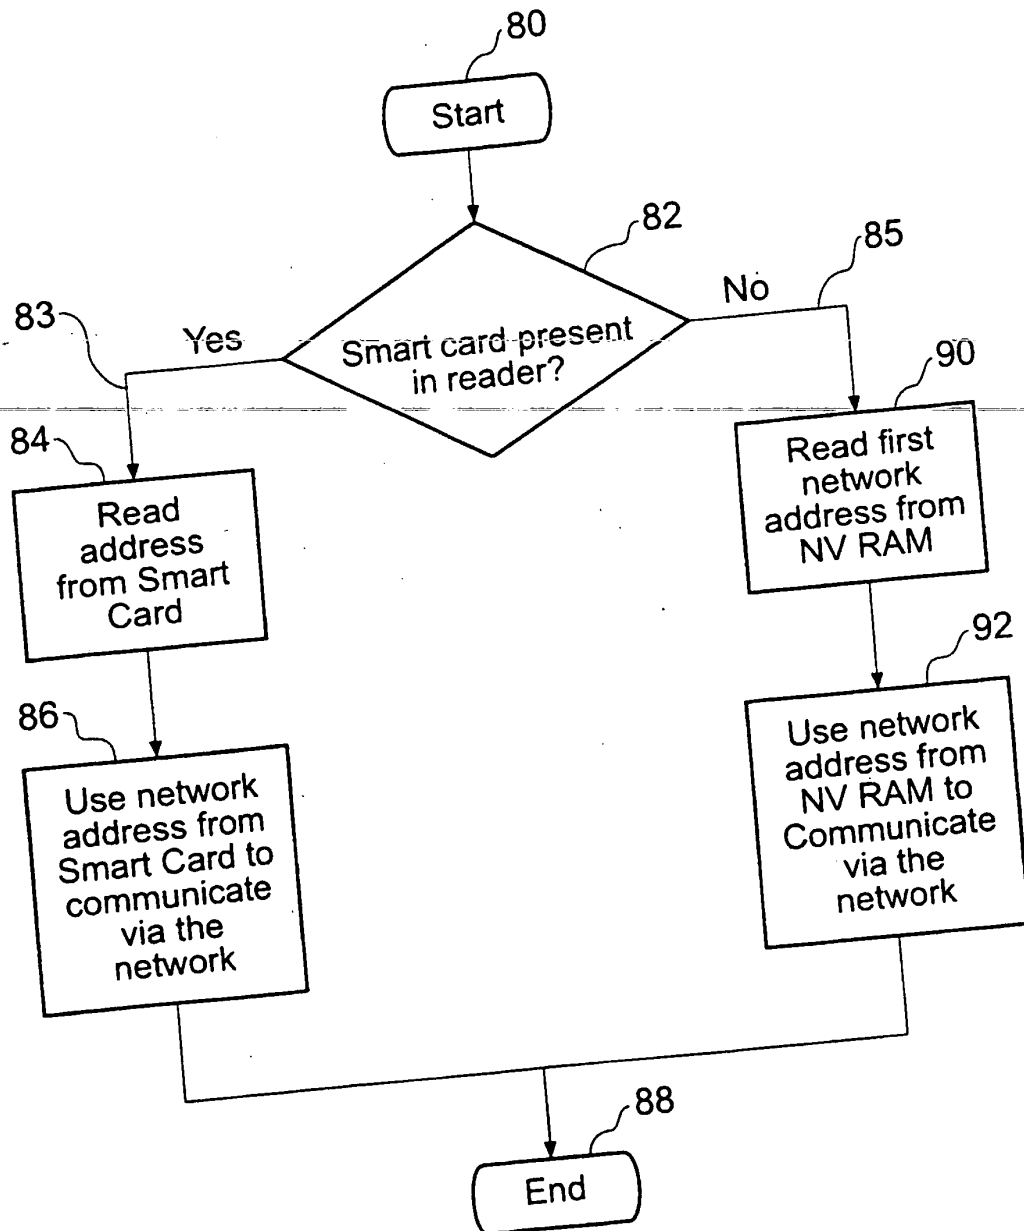 80
Start
82
85
No
83
Yes
Smart card present
in reader?
90
84
Read first
network
address from
NV RAM
Read
address
from Smart
Card
92
86
Use network
address from
NV RAM to
Communicate
via the
network
Use network
address from
Smart Card to
communicate
via the
network
88
End